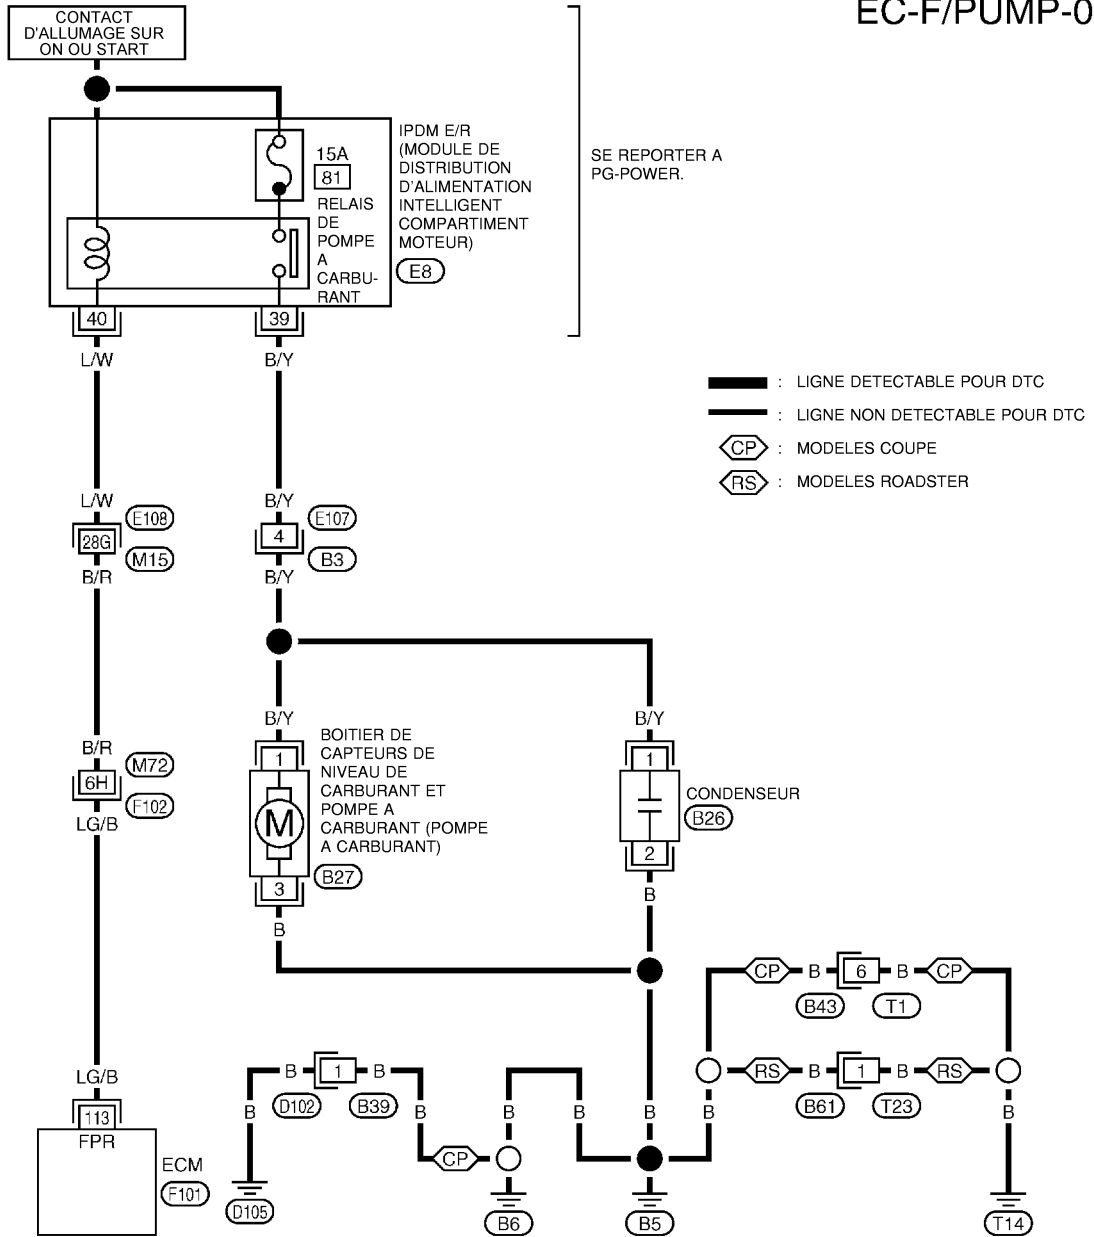 EC-F/PUMP-0
CONTACT
D'ALLUMAGE SUR
ON OU START
15A
81
RELAIS
DE
POMPE
A
CARBU-
RANT
IPDM E/R
(MODULE DE
DISTRIBUTION
D'ALIMENTATION
INTELLIGENT
COMPARTIMENT
MOTEUR)
E8
SE REPORTER A
PG-POWER.
40
39
L/W
B/Y
: LIGNE DETECTABLE POUR DTC
: LIGNE NON DETECTABLE POUR DTC
CP : MODELES COUPE
RS : MODELES ROADSTER
L/W
B/Y
28G
E108
M15
4
E107
B3
B/R
B/Y
B/Y
B/Y
B/R
6H
M72
F102
LG/B
1
M
3
BOITIER DE
CAPTEURS DE
NIVEAU DE
CARBURANT ET
POMPE A
CARBURANT (POMPE
A CARBURANT)
B27
1
2
CONDENSEUR
B26
B
B
CP B 6 B CP
B43 T1
LG/B
B 1 B
D102 B39
RS B 1 B RS
B61 T23
B B B B B B B
113
FPR
ECM
F101
CP
D105
B6
B5
T14